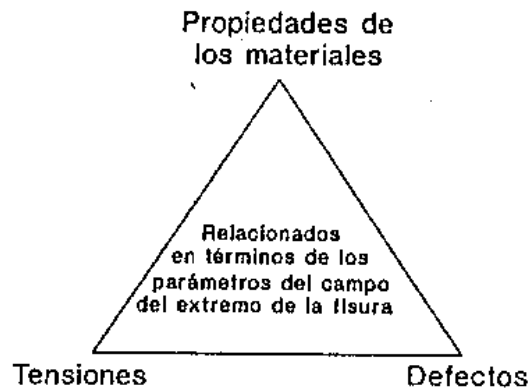 Propiedades de
los materiales
Relacionados
en términos de los
parámetros del campo
del extremo de la fisura
Tensiones
Defectos